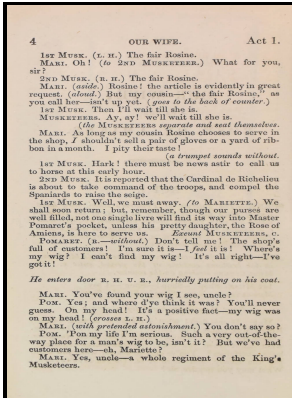 4 OUR WIFE. Act 1.
1ST MUSK. (L. H.) The fair Rosine.
MARI. Oh! (to 2ND MUSKETEER.) What for you,
sir?
2ND MUSK. (R. H.) The fair Rosine.
MARI. (aside.) Rosine! the article is evidently in great
request. (aloud.) But my cousin—"the fair Rosine," as
you call her—isn't up yet. (goes to the back of counter.)
1ST MUSK. Then I'll wait till she is.
MUSKETEERS. Ay, ay! we'll wait till she is.
(the MUSKETEERS separate and seat themselves.
MARI. As long as my cousin Rosine chooses to serve in
the shop, I shouldn't sell a pair of gloves or a yard of rib-
bon in a month. I pity their taste!
(a trumpet sounds without.
1ST MUSK. Hark! there must be news astir to call us
to horse at this early hour.
2ND MUSK. It is reported that the Cardinal de Richelieu
is about to take command of the troops, and compel the
Spaniards to raise the seige.
1ST MUSK. Well, we must away. (to MARIETTE.) We
shall soon return; but, remember, though our purses are
well filled, not one single livre will find its way into Master
Pomaret's pocket, unless his pretty daughter, the Rose of
Amiens, is here to serve us. Exeunt MUSKETEERS, C.
POMARET. (R.—without.) Don't tell me! The shop's
full of customers! I'm sure it is—I feel it is! Where's
my wig? I can't find my wig! It's all right—I've
got it!
He enters door R. H. U. R., hurriedly putting on his coat.
MARI. You've found your wig I see, uncle?
POM. Yes; and where d'ye think it was? You'll never
guess. On my head! It's a positive fact—my wig was
on my head! (crosses L. H.)
MARI. (with pretended astonishment.) You don't say so?
POM. 'Pon my life I'm serious. Such a very out-of-the-
way place for a man's wig to be, isn't it? But we've had
customers here—eh, Mariette?
MARI. Yes, uncle—a whole regiment of the King's
Musketeers.